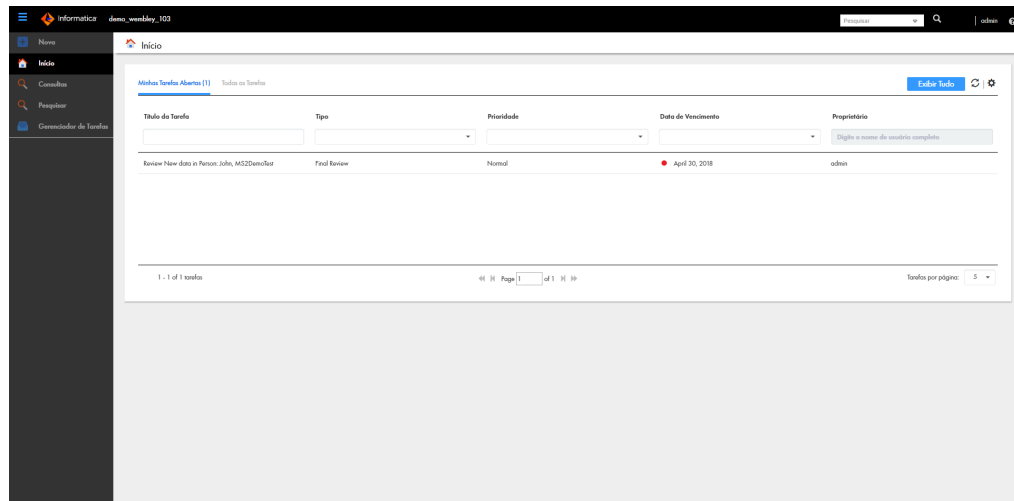 informatica demo_wembley_103 Pesquisar admin
Novo
Início
Consultas
Pesquisar
Gerenciador de Tarefas
Início
Minhas Tarefas Abertas (1) Todas as Tarefas Exibir Tudo
Título da Tarefa Tipo Prioridade Data de Vencimento Proprietário
Digite o nome de usuário completo
Review New data in Person: John, MS2DemoTest Final Review Normal April 30, 2018 admin
1 - 1 of 1 tarefas Page 1 of 1 Tarefas por página: 5